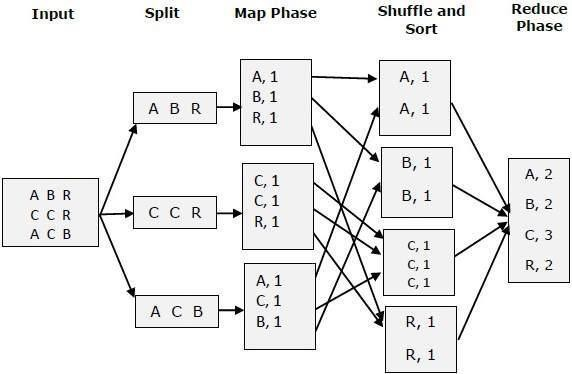 Input
Split
Map Phase
Shuffle and
Sort
Reduce
Phase
A B R
C C R
A C B
A B R
C C R
A C B
A, 1
B, 1
R, 1
C, 1
C, 1
R, 1
A, 1
C, 1
B, 1
A, 1
A, 1
B, 1
B, 1
C, 1
C, 1
C, 1
R, 1
R, 1
A, 2
B, 2
C, 3
R, 2